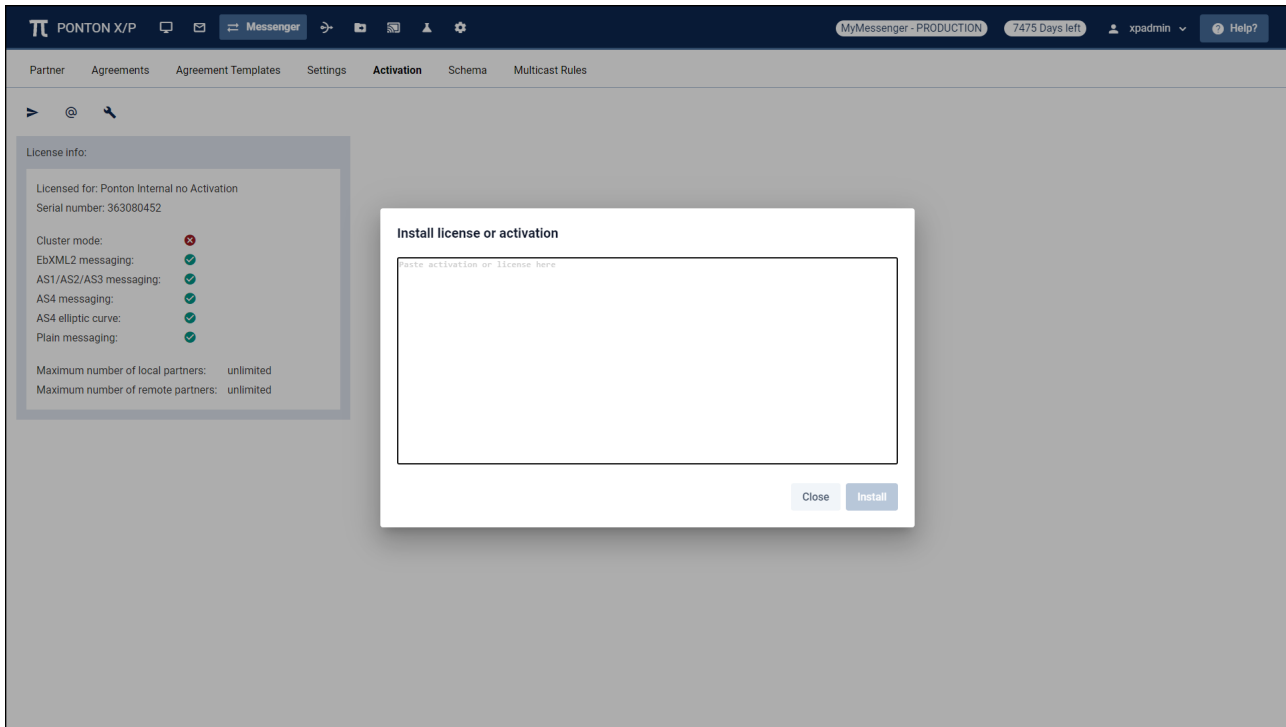 PONTON X/P
Messenger
MyMessenger - PRODUCTION
7475 Days left
xpadmin
Help?
Partner
Agreements
Agreement Templates
Settings
Activation
Schema
Multicast Rules
License info:
Licensed for: Ponton Internal no Activation
Serial number: 363080452
Cluster mode:
EbXML2 messaging:
AS1/AS2/AS3 messaging:
AS4 messaging:
AS4 elliptic curve:
Plain messaging:
Maximum number of local partners: unlimited
Maximum number of remote partners: unlimited
Install license or activation
Paste activation or license here
Close
Install